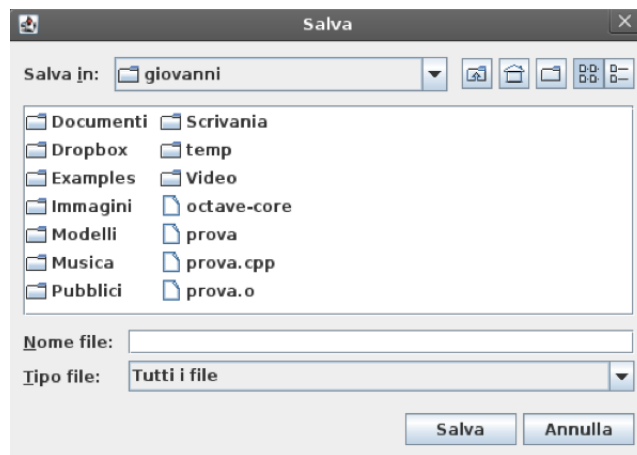 Salva
Salva in: giovanni
Documenti Scrivania
Dropbox temp
Examples Video
Immagini octave-core
Modelli prova
Musica prova.cpp
Pubblici prova.o
Nome file:
Tipo file: Tutti i file
Salva Annulla